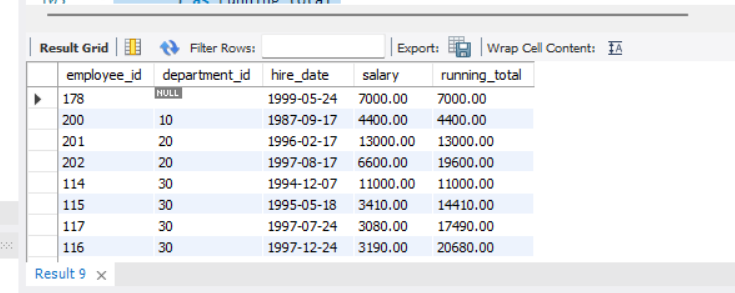 ) as running_total
Result Grid Filter Rows: Export: Wrap Cell Content: IA
employee_id department_id hire_date salary running_total
178 NULL 1999-05-24 7000.00 7000.00
200 10 1987-09-17 4400.00 4400.00
201 20 1996-02-17 13000.00 13000.00
202 20 1997-08-17 6600.00 19600.00
114 30 1994-12-07 11000.00 11000.00
115 30 1995-05-18 3410.00 14410.00
117 30 1997-07-24 3080.00 17490.00
116 30 1997-12-24 3190.00 20680.00
Result 9 ×